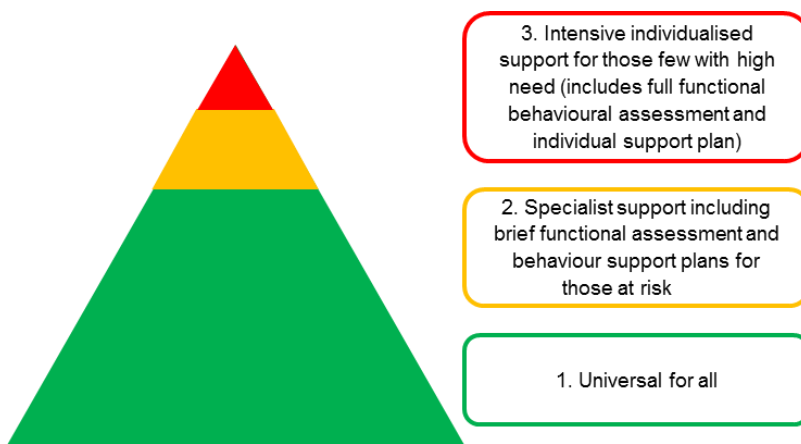 3. Intensive individualised
support for those few with high
need (includes full functional
behavioural assessment and
individual support plan)
2. Specialist support including
brief functional assessment and
behaviour support plans for
those at risk
1. Universal for all